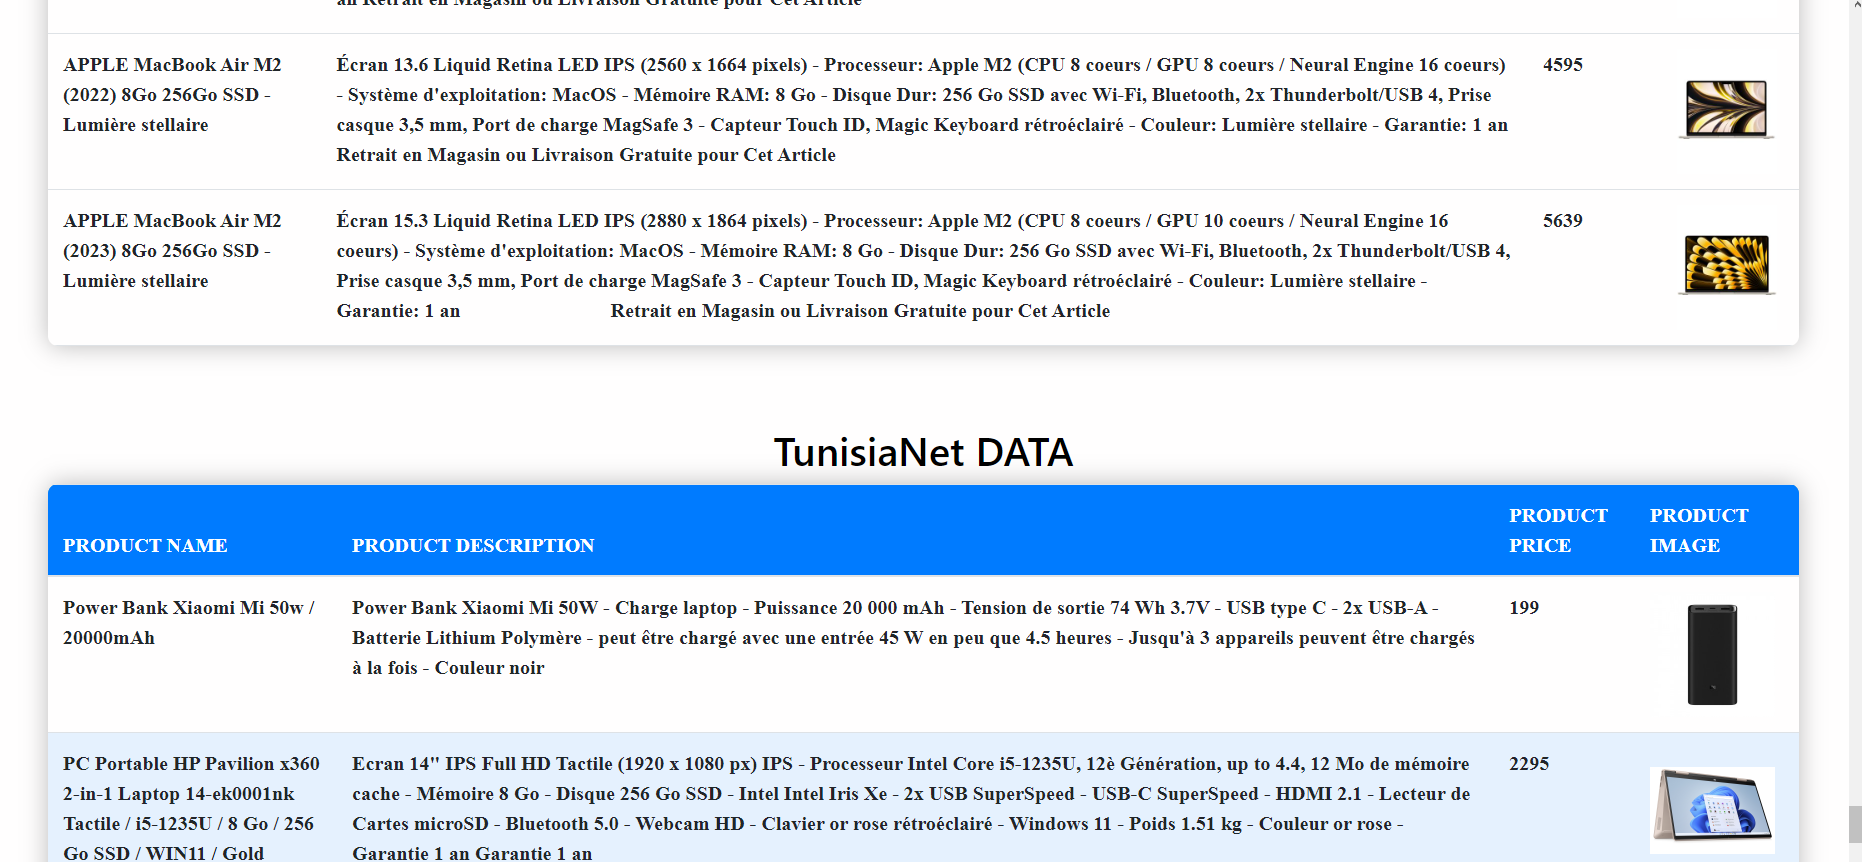 an Retrait en Magasin ou Livraison Gratuite pour Cet Article
APPLE MacBook Air M2
(2022) 8Go 256Go SSD -
Lumière stellaire
Écran 13.6 Liquid Retina LED IPS (2560 x 1664 pixels) - Processeur: Apple M2 (CPU 8 coeurs / GPU 8 coeurs / Neural Engine 16 coeurs)
- Système d'exploitation: MacOS - Mémoire RAM: 8 Go - Disque Dur: 256 Go SSD avec Wi-Fi, Bluetooth, 2x Thunderbolt/USB 4, Prise
casque 3,5 mm, Port de charge MagSafe 3 - Capteur Touch ID, Magic Keyboard rétroéclairé - Couleur: Lumière stellaire - Garantie: 1 an
Retrait en Magasin ou Livraison Gratuite pour Cet Article
4595
APPLE MacBook Air M2
(2023) 8Go 256Go SSD -
Lumière stellaire
Écran 15.3 Liquid Retina LED IPS (2880 x 1864 pixels) - Processeur: Apple M2 (CPU 8 coeurs / GPU 10 coeurs / Neural Engine 16
coeurs) - Système d'exploitation: MacOS - Mémoire RAM: 8 Go - Disque Dur: 256 Go SSD avec Wi-Fi, Bluetooth, 2x Thunderbolt/USB 4,
Prise casque 3,5 mm, Port de charge MagSafe 3 - Capteur Touch ID, Magic Keyboard rétroéclairé - Couleur: Lumière stellaire -
Garantie: 1 an Retrait en Magasin ou Livraison Gratuite pour Cet Article
5639
TunisiaNet DATA
PRODUCT NAME
PRODUCT DESCRIPTION
PRODUCT
PRICE
PRODUCT
IMAGE
Power Bank Xiaomi Mi 50w /
20000mAh
Power Bank Xiaomi Mi 50W - Charge laptop - Puissance 20 000 mAh - Tension de sortie 74 Wh 3.7V - USB type C - 2x USB-A -
Batterie Lithium Polymère - peut être chargé avec une entrée 45 W en peu que 4.5 heures - Jusqu'à 3 appareils peuvent être chargés
à la fois - Couleur noir
199
PC Portable HP Pavilion x360
2-in-1 Laptop 14-ek0001nk
Tactile / i5-1235U / 8 Go / 256
Go SSD / WIN11 / Gold
Ecran 14" IPS Full HD Tactile (1920 x 1080 px) IPS - Processeur Intel Core i5-1235U, 12è Génération, up to 4.4, 12 Mo de mémoire
cache - Mémoire 8 Go - Disque 256 Go SSD - Intel Intel Iris Xe - 2x USB SuperSpeed - USB-C SuperSpeed - HDMI 2.1 - Lecteur de
Cartes microSD - Bluetooth 5.0 - Webcam HD - Clavier or rose rétroéclairé - Windows 11 - Poids 1.51 kg - Couleur or rose -
Garantie 1 an Garantie 1 an
2295